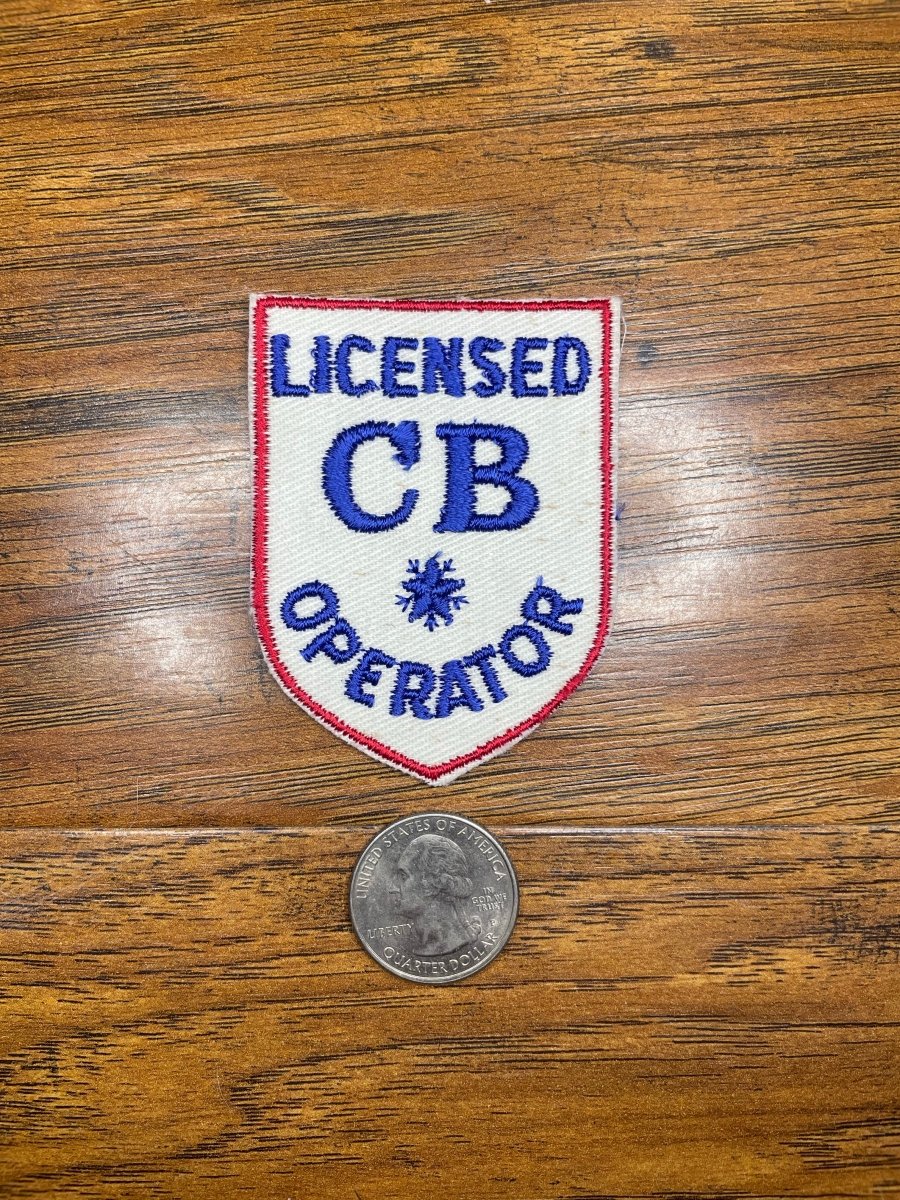 LICENSED
CB
OPERATOR
UNITED STATES OF AMERICA
IN
GOD WE
TRUST
LIBERTY
P
QUARTER DOLLAR